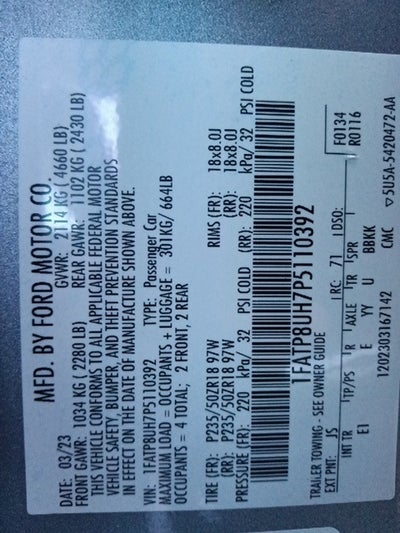 MFD. BY FORD MOTOR CO.
DATE: 03/23 GVWR: 2114 KG ( 4660 LB)
FRONT GAWR: 1034 KG ( 2280 LB) REAR GAWR: 1102 KG ( 2430 LB)
THIS VEHICLE CONFORMS TO ALL APPLICABLE FEDERAL MOTOR
VEHICLE SAFETY, BUMPER, AND THEFT PREVENTION STANDARDS
IN EFFECT ON THE DATE OF MANUFACTURE SHOWN ABOVE.
VIN: 1FATP8UH7P5110392 TYPE: Passenger Car
MAXIMUM LOAD = OCCUPANTS + LUGGAGE = 301KG/ 664LB
OCCUPANTS = 4 TOTAL; 2 FRONT, 2 REAR
TIRE (FR): P235/50ZR18 97W RIMS (FR): 18x8.0J
(RR): P235/50ZR18 97W (RR): 18x8.0J
PRESSURE (FR): 220 kPa/ 32 PSI COLD (RR): 220 kPa/ 32 PSI COLD
1FATP8UH7P5110392
TRAILER TOWING - SEE OWNER GUIDE
F0134
R0116
EXT PNT: JS RC: 71 DSO:
INT TR TP/PS R AXLE TR SPR
EI E YY U BBKK
1202303167142 CMC ▽5U5A-5420472-AA